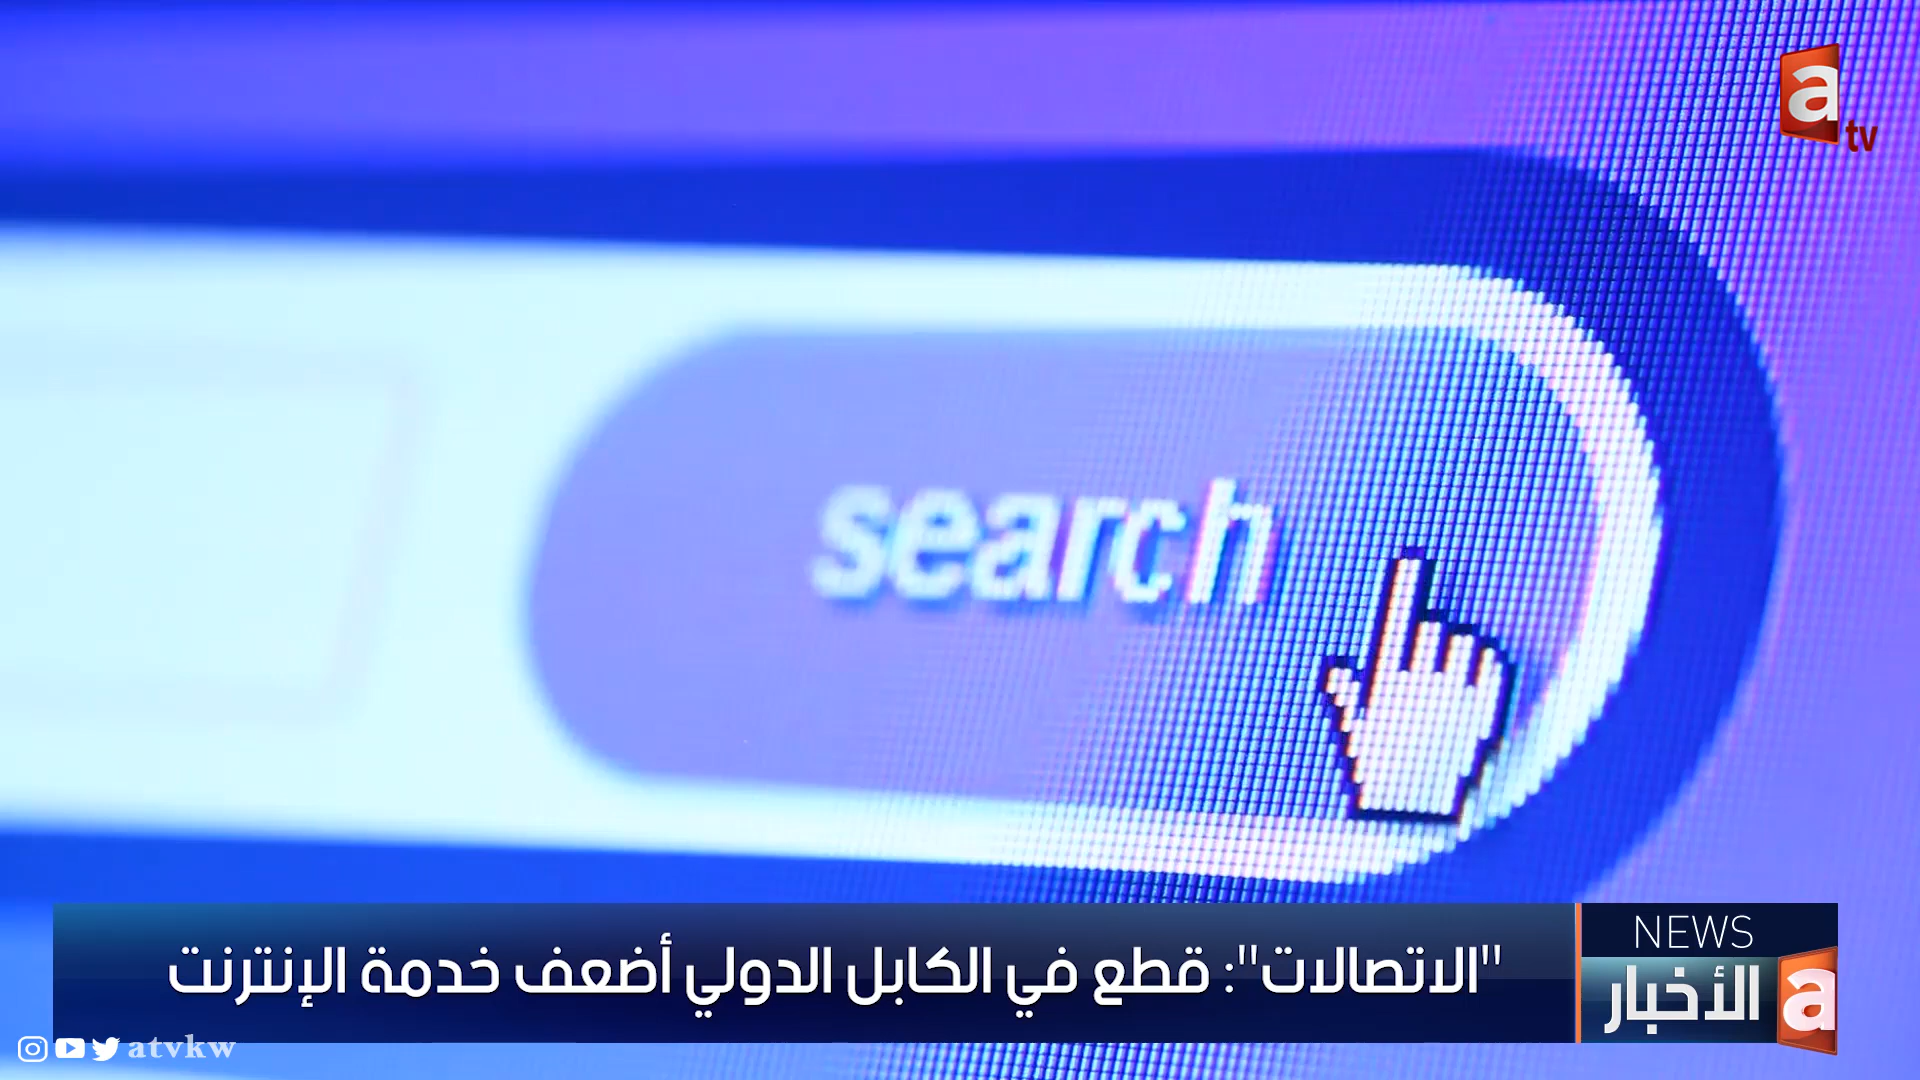 a tv
search
NEWS
الأخبار a
"الاتصالات": قطع في الكابل الدولي أضعف خدمة الإنترنت
atvkw